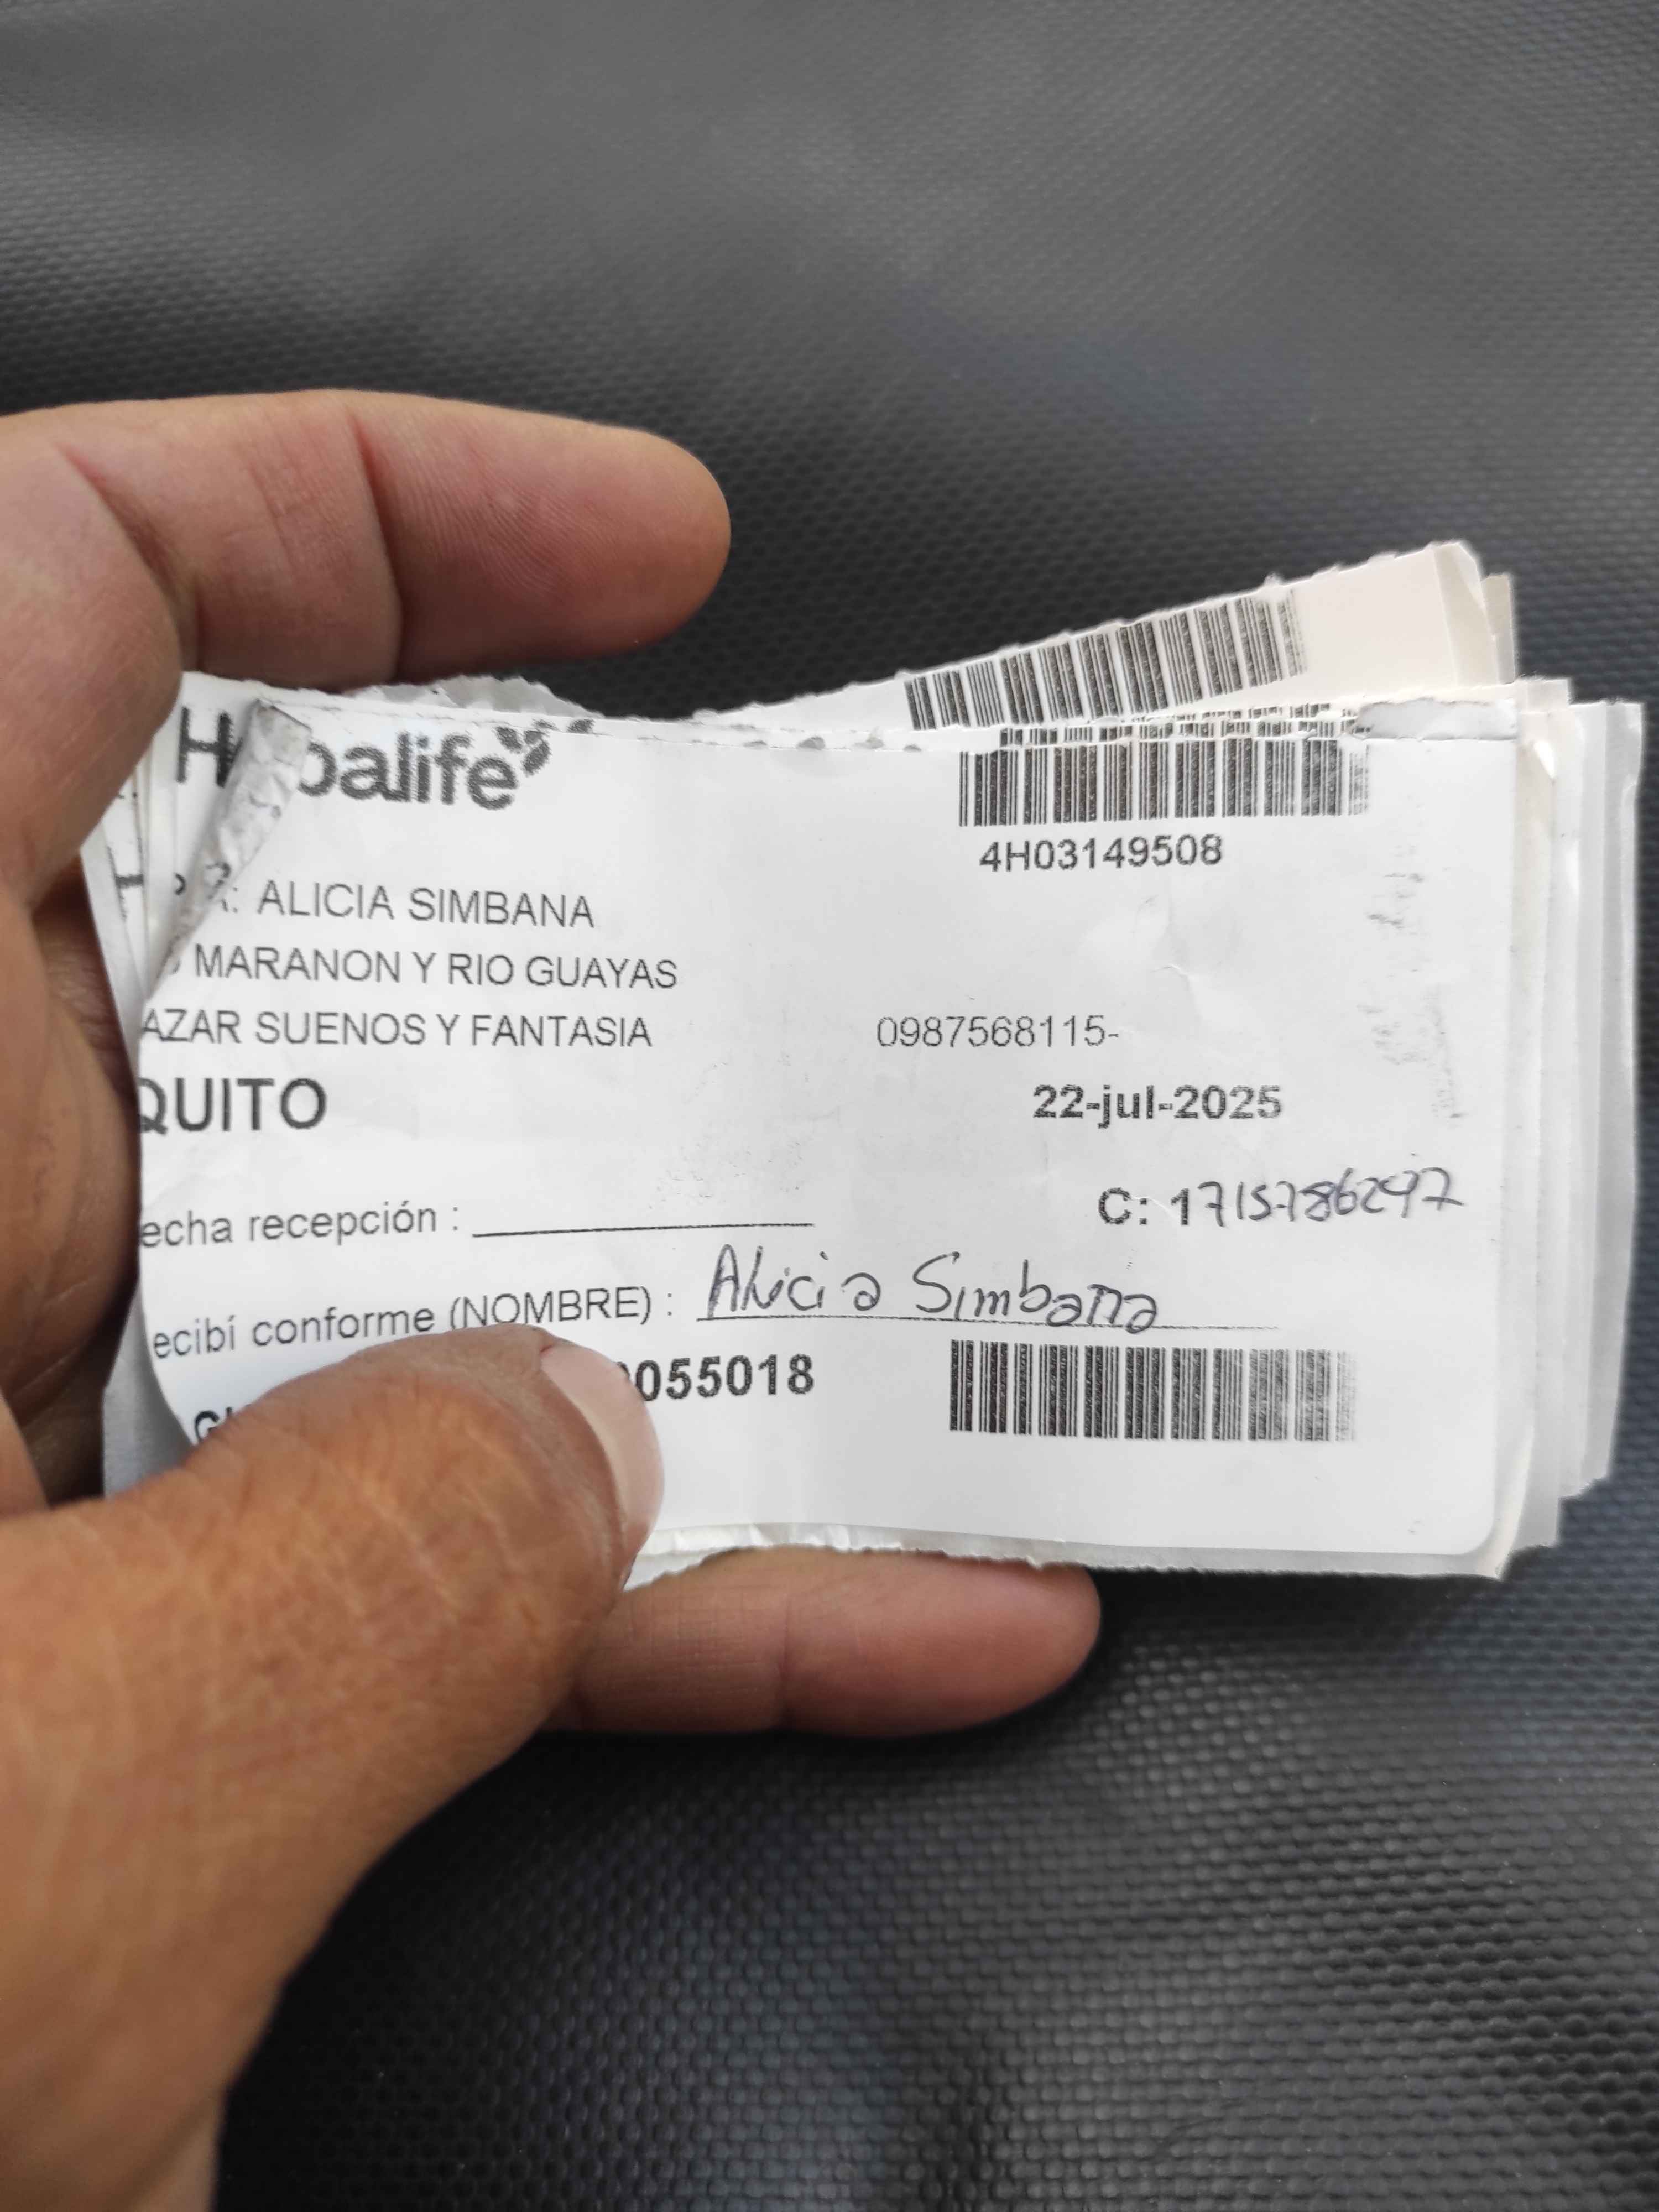 Herbalife
4H03149508
ALICIA SIMBANA
MARANON Y RIO GUAYAS
AZAR SUENOS Y FANTASIA 0987568115-
QUITO 22-jul-2025
echa recepción : C: 1715786297
ecibí conforme (NOMBRE) : Alicia Simbana
055018